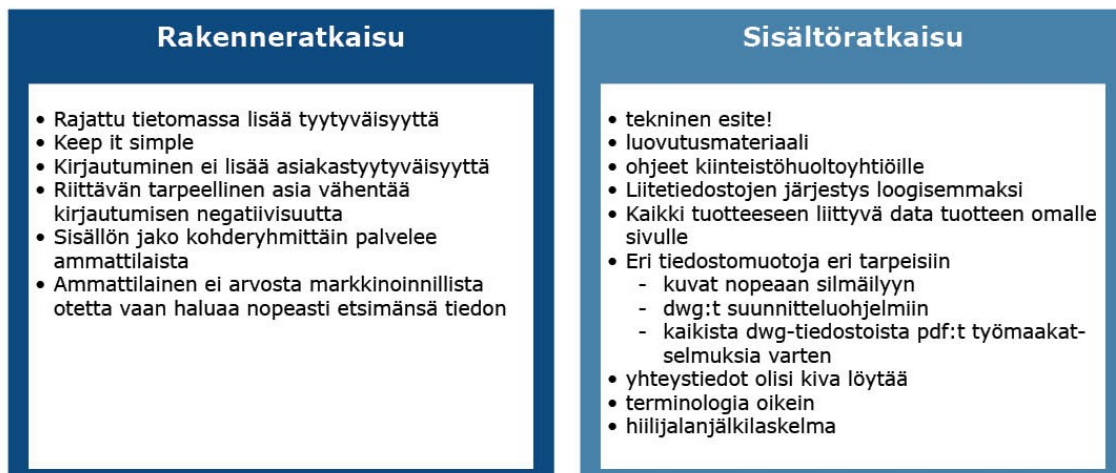 Rakenneratkaisu
• Rajattu tietomassa lisää tyytyväisyyttä
• Keep it simple
• Kirjautuminen ei lisää asiakastyytyväisyyttä
• Riittävän tarpeellinen asia vähentää
kirjautumisen negatiivisuutta
• Sisällön jako kohderyhmittäin palvelee
ammattilaista
• Ammattilainen ei arvosta markkinoinnillista
otetta vaan haluaa nopeasti etsimänsä tiedon
Sisältöratkaisu
• tekninen esite!
• luovutusmateriaali
• ohjeet kiinteistöhuoltoyhtiöille
• Liitetiedostojen järjestys loogisemmaksi
• Kaikki tuotteeseen liittyvä data tuotteen omalle
sivulle
• Eri tiedostomuotoja eri tarpeisiin
- kuvat nopeaan silmäilyyn
- dwg:t suunnitteluohjelmiin
- kaikista dwg-tiedostoista pdf:t työmaakat-
selmuksia varten
• yhteystiedot olisi kiva löytää
• terminologia oikein
• hiilijalanjälkilaskelma